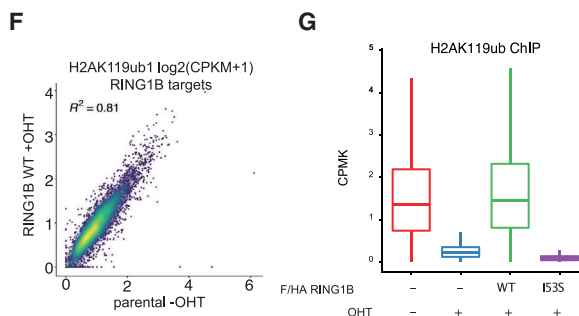 F
H2AK119ub1 log2(CPKM+1)
RING1B targets
R² = 0.81
RING1B WT +OHT
4
3
2
1
0
0 2 4 6
parental -OHT
G
H2AK119ub ChIP
CPMK
5
4
3
2
1
0
F/HA RING1B – – WT I53S
OHT – + + +